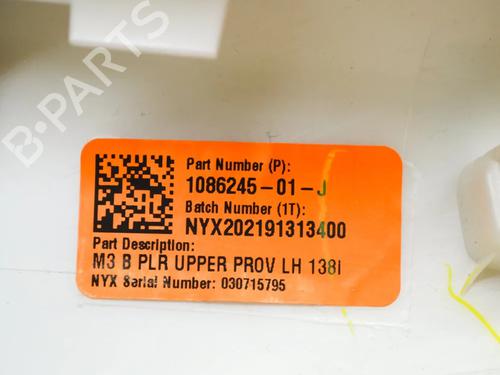 B-PARTS
Part Number (P):
1086245-01-J
Batch Number (1T):
NYX202191313400
Part Description:
M3 B PLR UPPER PROV LH 138i
NYX Serial Number: 030715795